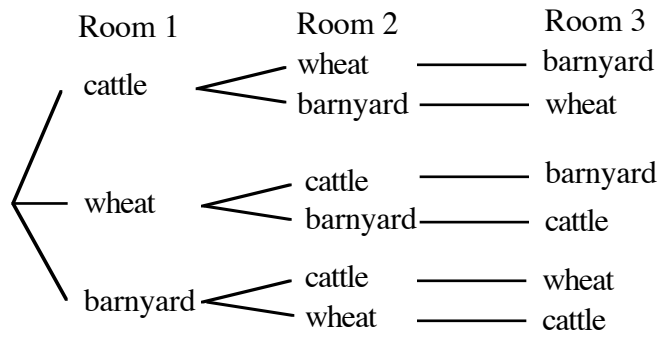 Room 1 Room 2 Room 3
cattle wheat barnyard
barnyard wheat
wheat cattle barnyard
barnyard cattle
barnyard cattle wheat
wheat cattle